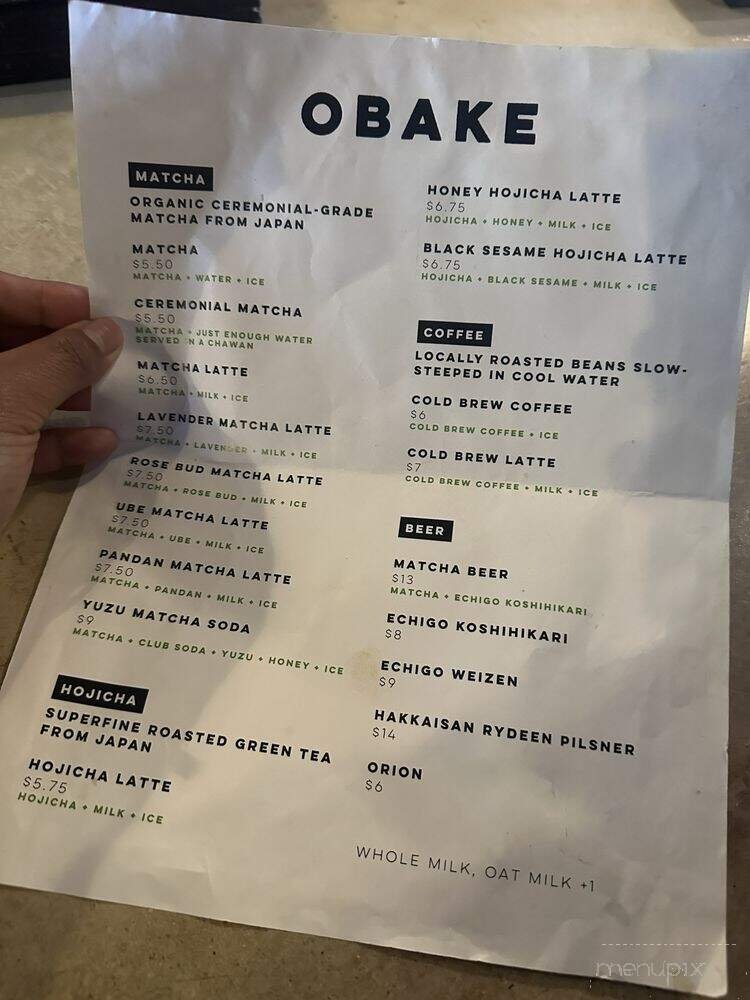 OBAKE
MATCHA
ORGANIC CEREMONIAL-GRADE
MATCHA FROM JAPAN
MATCHA
$5.50
MATCHA + WATER + ICE
CEREMONIAL MATCHA
$5.50
MATCHA + JUST ENOUGH WATER
SERVED IN A CHAWAN
MATCHA LATTE
$6.50
MATCHA + MILK + ICE
LAVENDER MATCHA LATTE
$7.50
MATCHA + LAVENDER + MILK + ICE
ROSE BUD MATCHA LATTE
$7.50
MATCHA + ROSE BUD + MILK + ICE
UBE MATCHA LATTE
$7.50
MATCHA + UBE + MILK + ICE
PANDAN MATCHA LATTE
$7.50
MATCHA + PANDAN + MILK + ICE
YUZU MATCHA SODA
$9
MATCHA + CLUB SODA + YUZU + HONEY + ICE
HOJICHA
SUPERFINE ROASTED GREEN TEA
FROM JAPAN
HOJICHA LATTE
$5.75
HOJICHA + MILK + ICE
HONEY HOJICHA LATTE
$6.75
HOJICHA + HONEY + MILK + ICE
BLACK SESAME HOJICHA LATTE
$6.75
HOJICHA + BLACK SESAME + MILK + ICE
COFFEE
LOCALLY ROASTED BEANS SLOW-
STEEPED IN COOL WATER
COLD BREW COFFEE
$6
COLD BREW COFFEE + ICE
COLD BREW LATTE
$7
COLD BREW COFFEE + MILK + ICE
BEER
MATCHA BEER
$13
MATCHA + ECHIGO KOSHIHIKARI
ECHIGO KOSHIHIKARI
$8
ECHIGO WEIZEN
$9
HAKKAISAN RYDEEN PILSNER
$14
ORION
$6
WHOLE MILK, OAT MILK +1
menupix